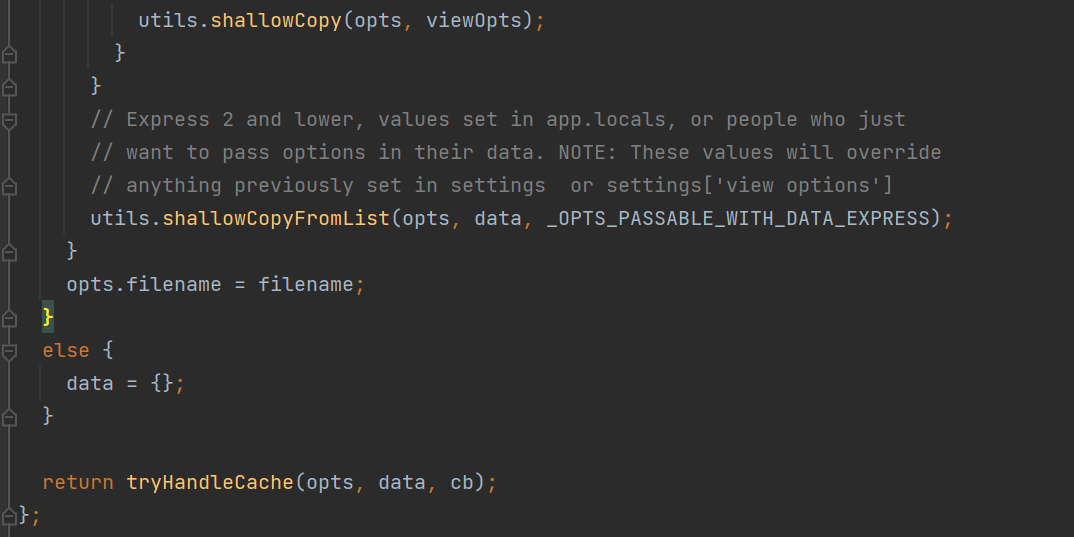 utils.shallowCopy(opts, viewOpts);
}
}
// Express 2 and lower, values set in app.locals, or people who just
// want to pass options in their data. NOTE: These values will override
// anything previously set in settings  or settings['view options']
utils.shallowCopyFromList(opts, data, _OPTS_PASSABLE_WITH_DATA_EXPRESS);
}
opts.filename = filename;
}
else {
data = {};
}
return tryHandleCache(opts, data, cb);
};